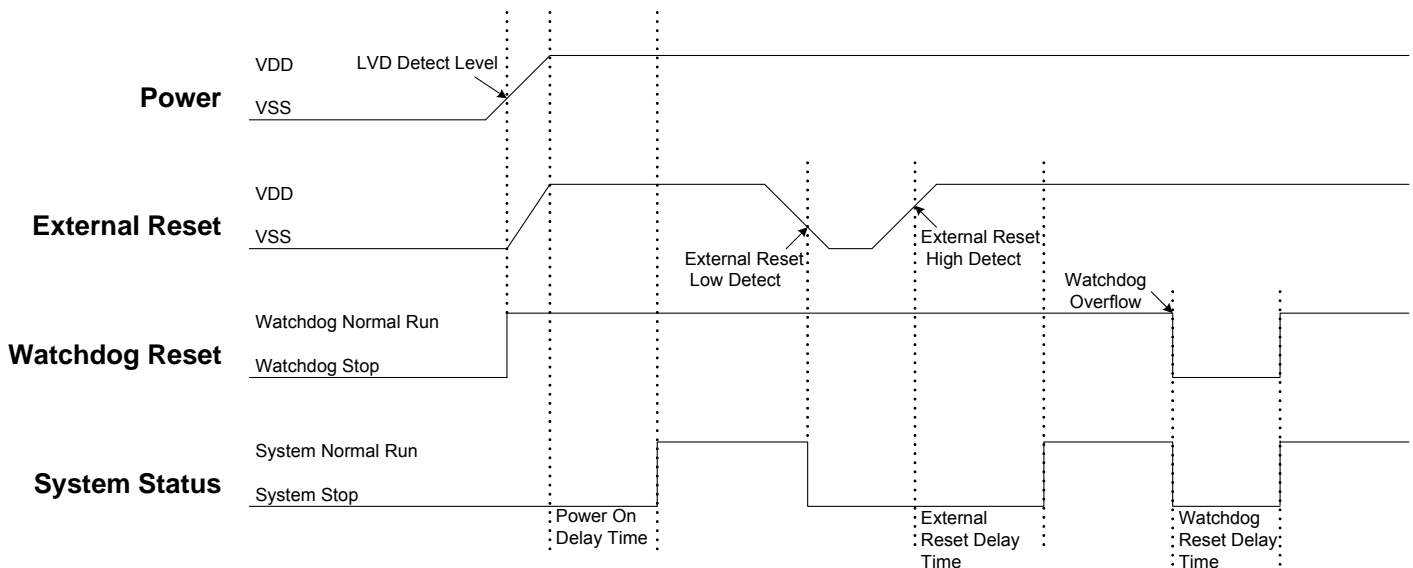 VDD
LVD Detect Level
Power
VSS
VDD
External Reset
VSS
External Reset
Low Detect
External Reset
High Detect
Watchdog
Overflow
Watchdog Normal Run
Watchdog Reset
Watchdog Stop
System Normal Run
System Status
System Stop
Power On
Delay Time
External
Reset Delay
Time
Watchdog
Reset Delay
Time